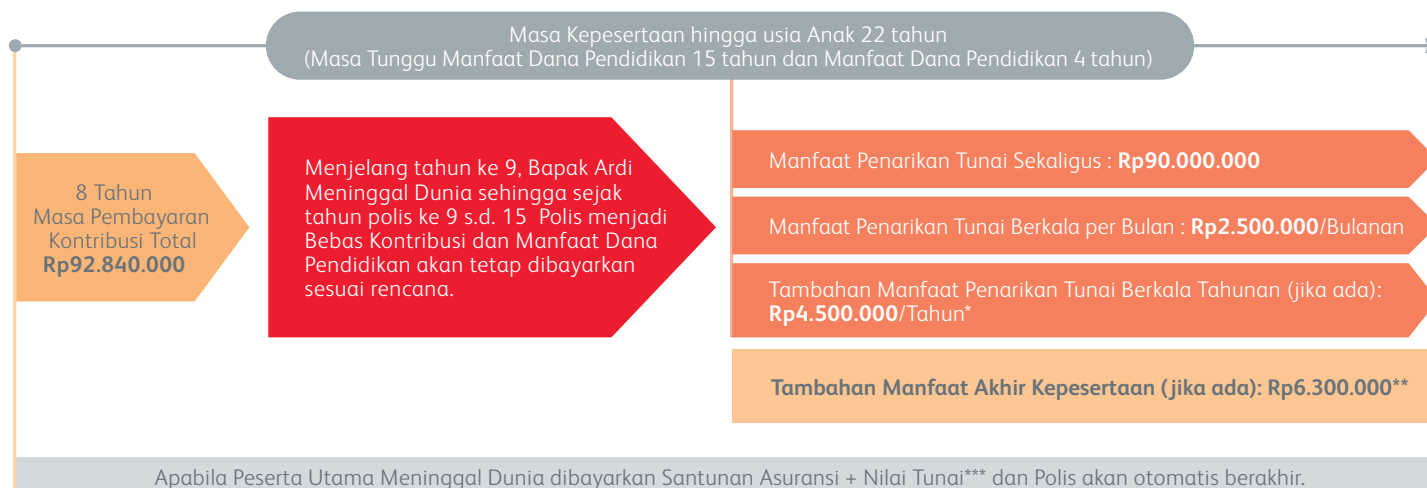 Masa Kepesertaan hingga usia Anak 22 tahun
(Masa Tunggu Manfaat Dana Pendidikan 15 tahun dan Manfaat Dana Pendidikan 4 tahun)
8 Tahun
Masa Pembayaran
Kontribusi Total
Rp92.840.000
Menjelang tahun ke 9, Bapak Ardi
Meninggal Dunia sehingga sejak
tahun polis ke 9 s.d. 15 Polis menjadi
Bebas Kontribusi dan Manfaat Dana
Pendidikan akan tetap dibayarkan
sesuai rencana.
Manfaat Penarikan Tunai Sekaligus : Rp90.000.000
Manfaat Penarikan Tunai Berkala per Bulan : Rp2.500.000/Bulanan
Tambahan Manfaat Penarikan Tunai Berkala Tahunan (jika ada):
Rp4.500.000/Tahun*
Tambahan Manfaat Akhir Kepesertaan (jika ada): Rp6.300.000**
Apabila Peserta Utama Meninggal Dunia dibayarkan Santunan Asuransi + Nilai Tunai*** dan Polis akan otomatis berakhir.